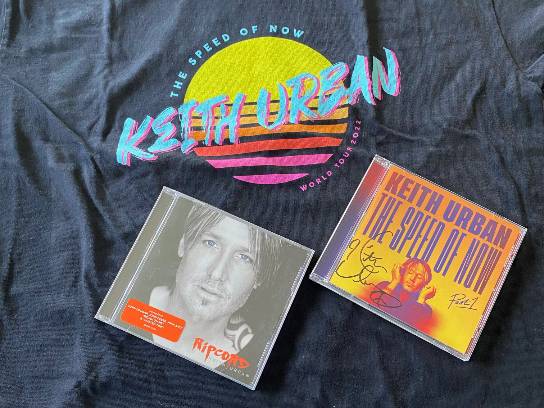 THE SPEED OF NOW
KEITH URBAN
WORLD TOUR 2022
KEITH URBAN
THE SPEED OF NOW
Part 1
RIPCORD